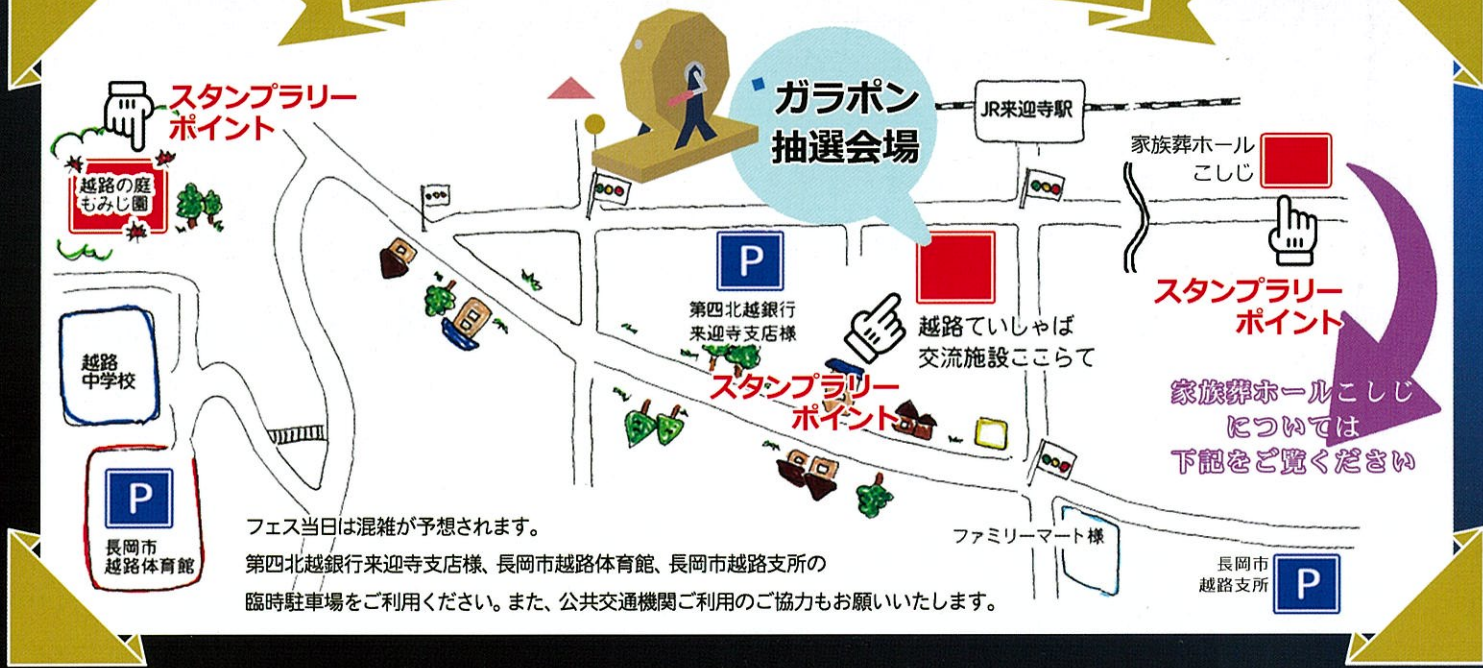 スタンプラリー
ポイント
越路の庭
もみじ園
ガラポン
抽選会場
JR来迎寺駅
家族葬ホール
こしじ
スタンプラリー
ポイント
P
第四北越銀行
来迎寺支店様
越路ていしゃば
交流施設ここらて
スタンプラリー
ポイント
家族葬ホールこしじ
については
下記をご覧ください
越路
中学校
P
長岡市
越路体育館
ファミリーマート様
長岡市
越路支所
P
フェス当日は混雑が予想されます。
第四北越銀行来迎寺支店様、長岡市越路体育館、長岡市越路支所の
臨時駐車場をご利用ください。また、公共交通機関ご利用のご協力もお願いいたします。